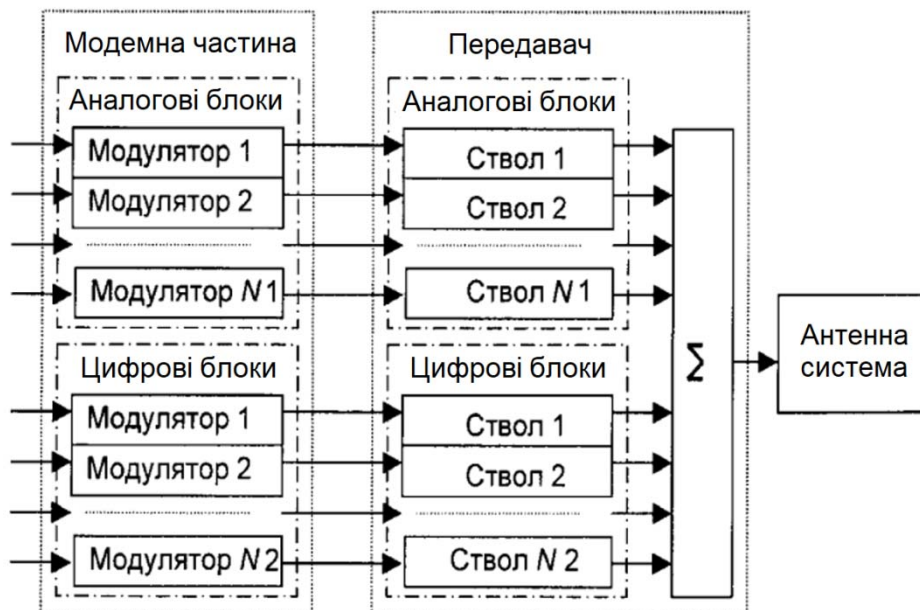 Модемна частина
Передавач
Аналогові блоки
Аналогові блоки
Модулятор 1
Ствол 1
Модулятор 2
Ствол 2
Модулятор N1
Ствол N1
Σ
Антенна
система
Цифрові блоки
Цифрові блоки
Модулятор 1
Ствол 1
Модулятор 2
Ствол 2
Модулятор N2
Ствол N2